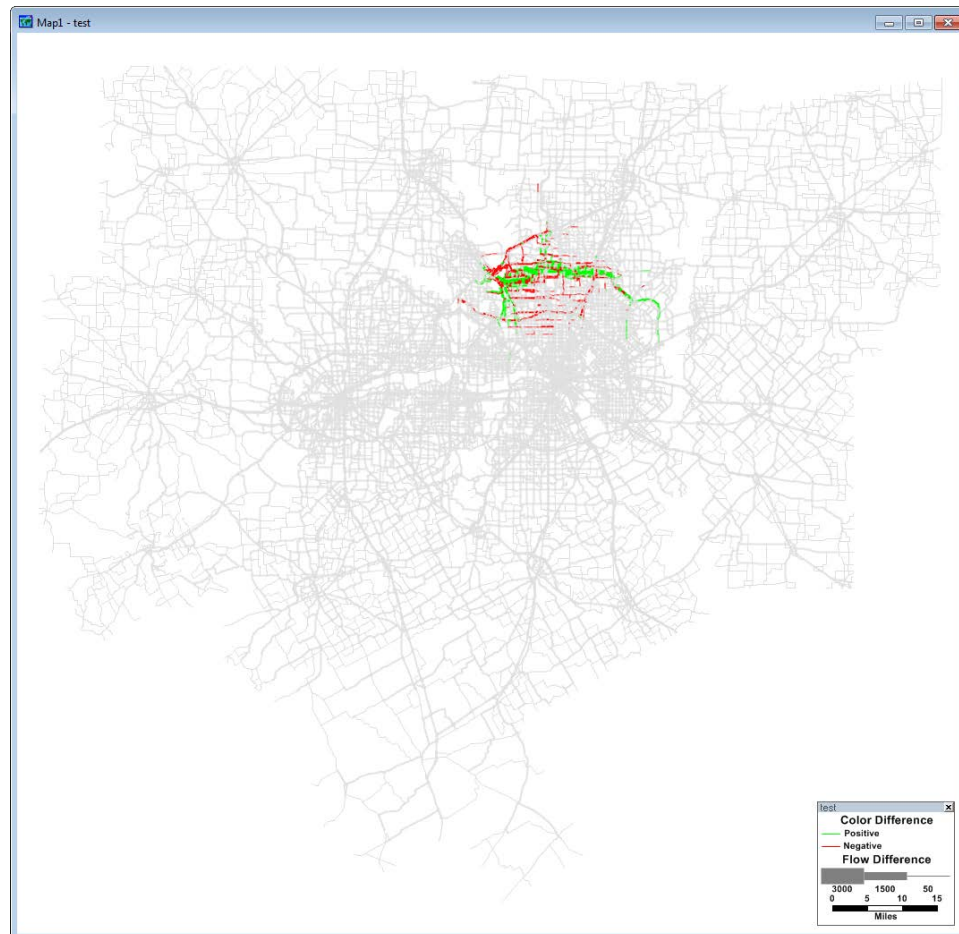 Map1 - test
test
Color Difference
Positive
Negative
Flow Difference
3000 1500 50
0 5 10 15
Miles